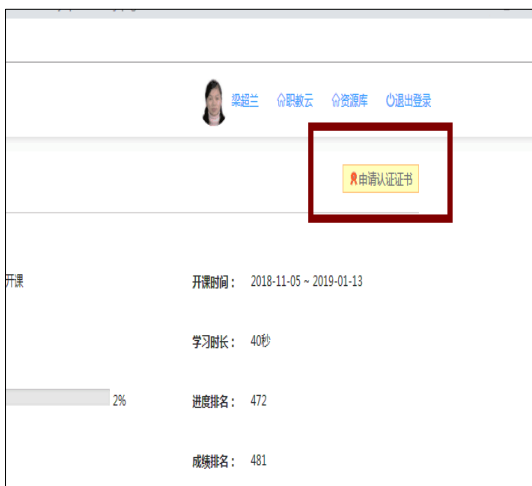 梁超兰 职教云 资源库 退出登录
申请认证证书
开课 开课时间： 2018-11-05 ~ 2019-01-13
学习时长： 40秒
2% 进度排名： 472
成绩排名： 481